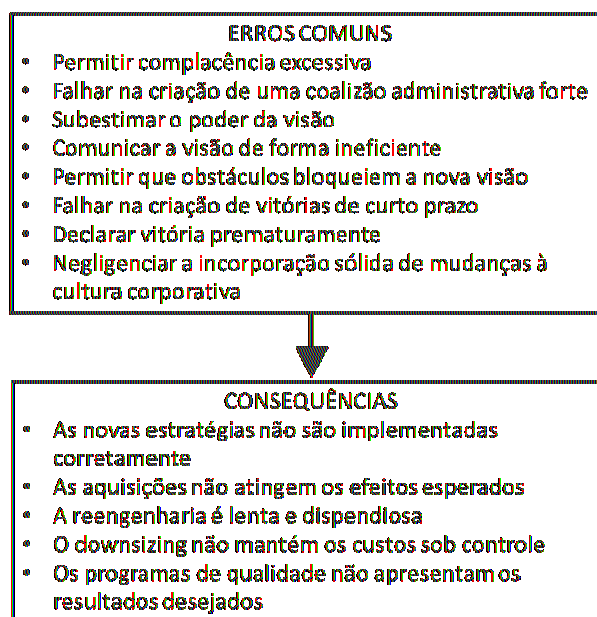 ERROS COMUNS
• Permitir complacência excessiva
• Falhar na criação de uma coalizão administrativa forte
• Subestimar o poder da visão
• Comunicar a visão de forma ineficiente
• Permitir que obstáculos bloqueiem a nova visão
• Falhar na criação de vitórias de curto prazo
• Declarar vitória prematuramente
• Negligenciar a incorporação sólida de mudanças à
cultura corporativa
CONSEQUÊNCIAS
• As novas estratégias não são implementadas
corretamente
• As aquisições não atingem os efeitos esperados
• A reengenharia é lenta e dispendiosa
• O downsizing não mantém os custos sob controle
• Os programas de qualidade não apresentam os
resultados desejados